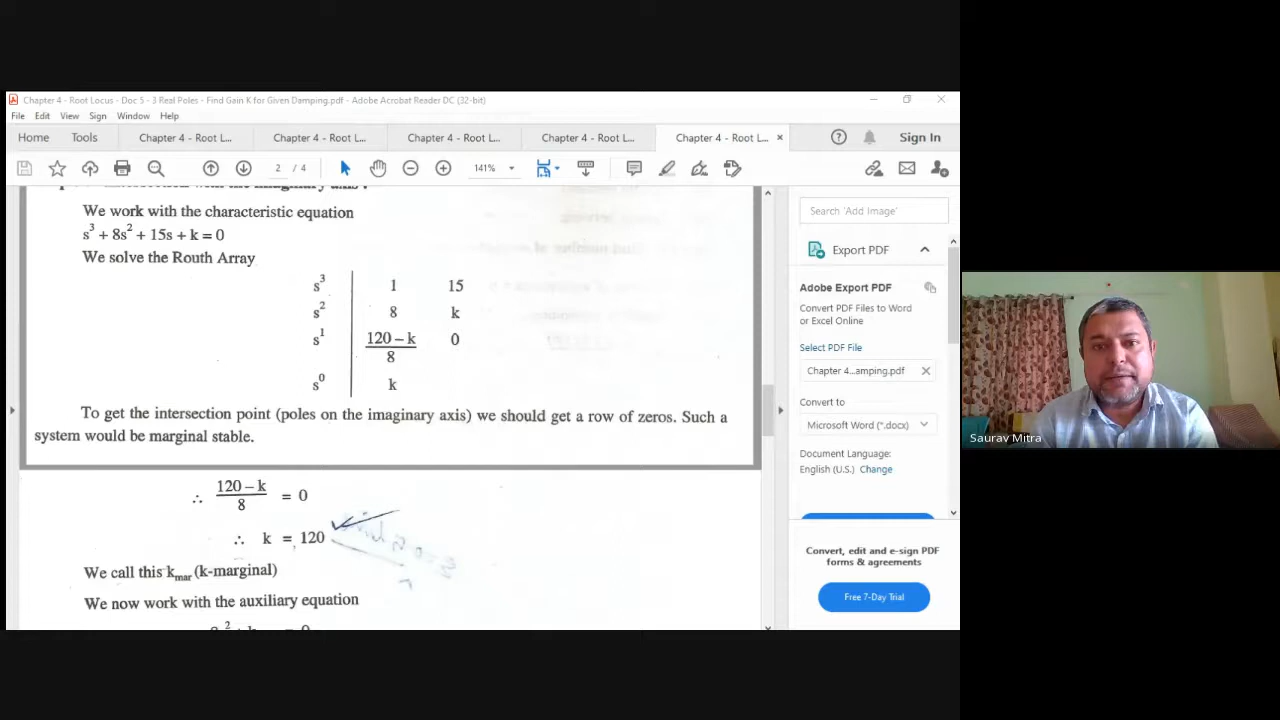 Chapter 4 - Root Locus - Doc 5 - 3 Real Poles - Find Gain K for Given Damping.pdf - Adobe Acrobat Reader DC (32-bit)
File Edit View Sign Window Help
Home Tools Chapter 4 - Root L... Chapter 4 - Root L... Chapter 4 - Root L... Chapter 4 - Root L... Chapter 4 - Root L... × Sign In
2 / 4 141%
intersection with the imaginary axis :
We work with the characteristic equation
s³ + 8s² + 15s + k = 0
We solve the Routh Array
s³ 1 15
s² 8 k
s¹ 120 – k 0
8
s⁰ k
To get the intersection point (poles on the imaginary axis) we should get a row of zeros. Such a
system would be marginal stable.
∴ 120 – k = 0
8
∴ k = 120
We call this kmar (k-marginal)
We now work with the auxiliary equation
Search 'Add Image'
Export PDF
Adobe Export PDF
Convert PDF Files to Word
or Excel Online
Select PDF File
Chapter 4...amping.pdf ×
Convert to
Microsoft Word (*.docx)
Document Language:
English (U.S.) Change
Convert, edit and e-sign PDF
forms & agreements
Free 7-Day Trial
Saurav Mitra